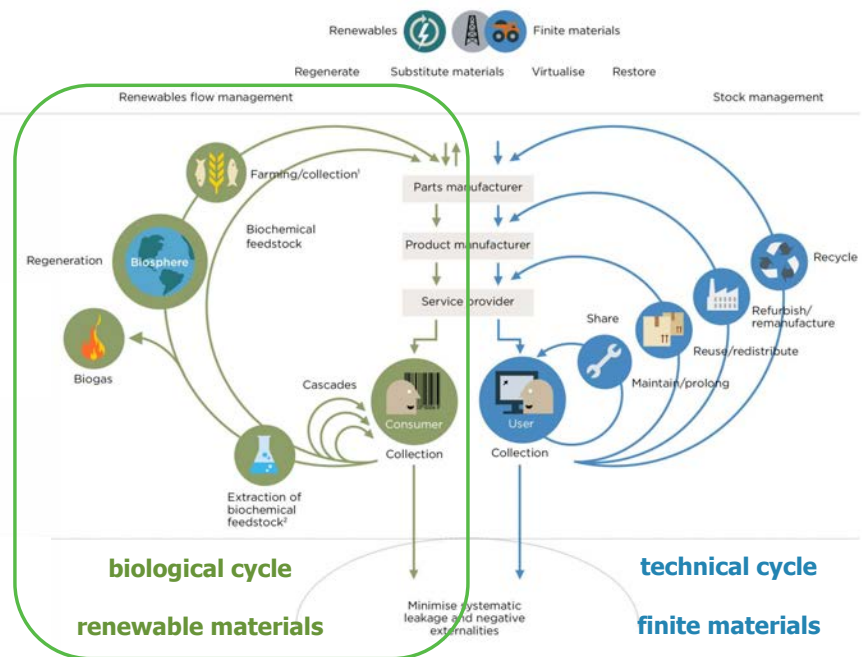 Renewables
Finite materials
Regenerate
Substitute materials
Virtualise
Restore
Renewables flow management
Stock management
Farming/collection¹
Parts manufacturer
Biochemical
feedstock
Product manufacturer
Regeneration
Biosphere
Recycle
Service provider
Share
Refurbish/
remanufacture
Reuse/redistribute
Biogas
Cascades
Maintain/prolong
Consumer
User
Collection
Collection
Extraction of
biochemical
feedstock²
biological cycle
renewable materials
Minimise systematic
leakage and negative
externalities
technical cycle
finite materials